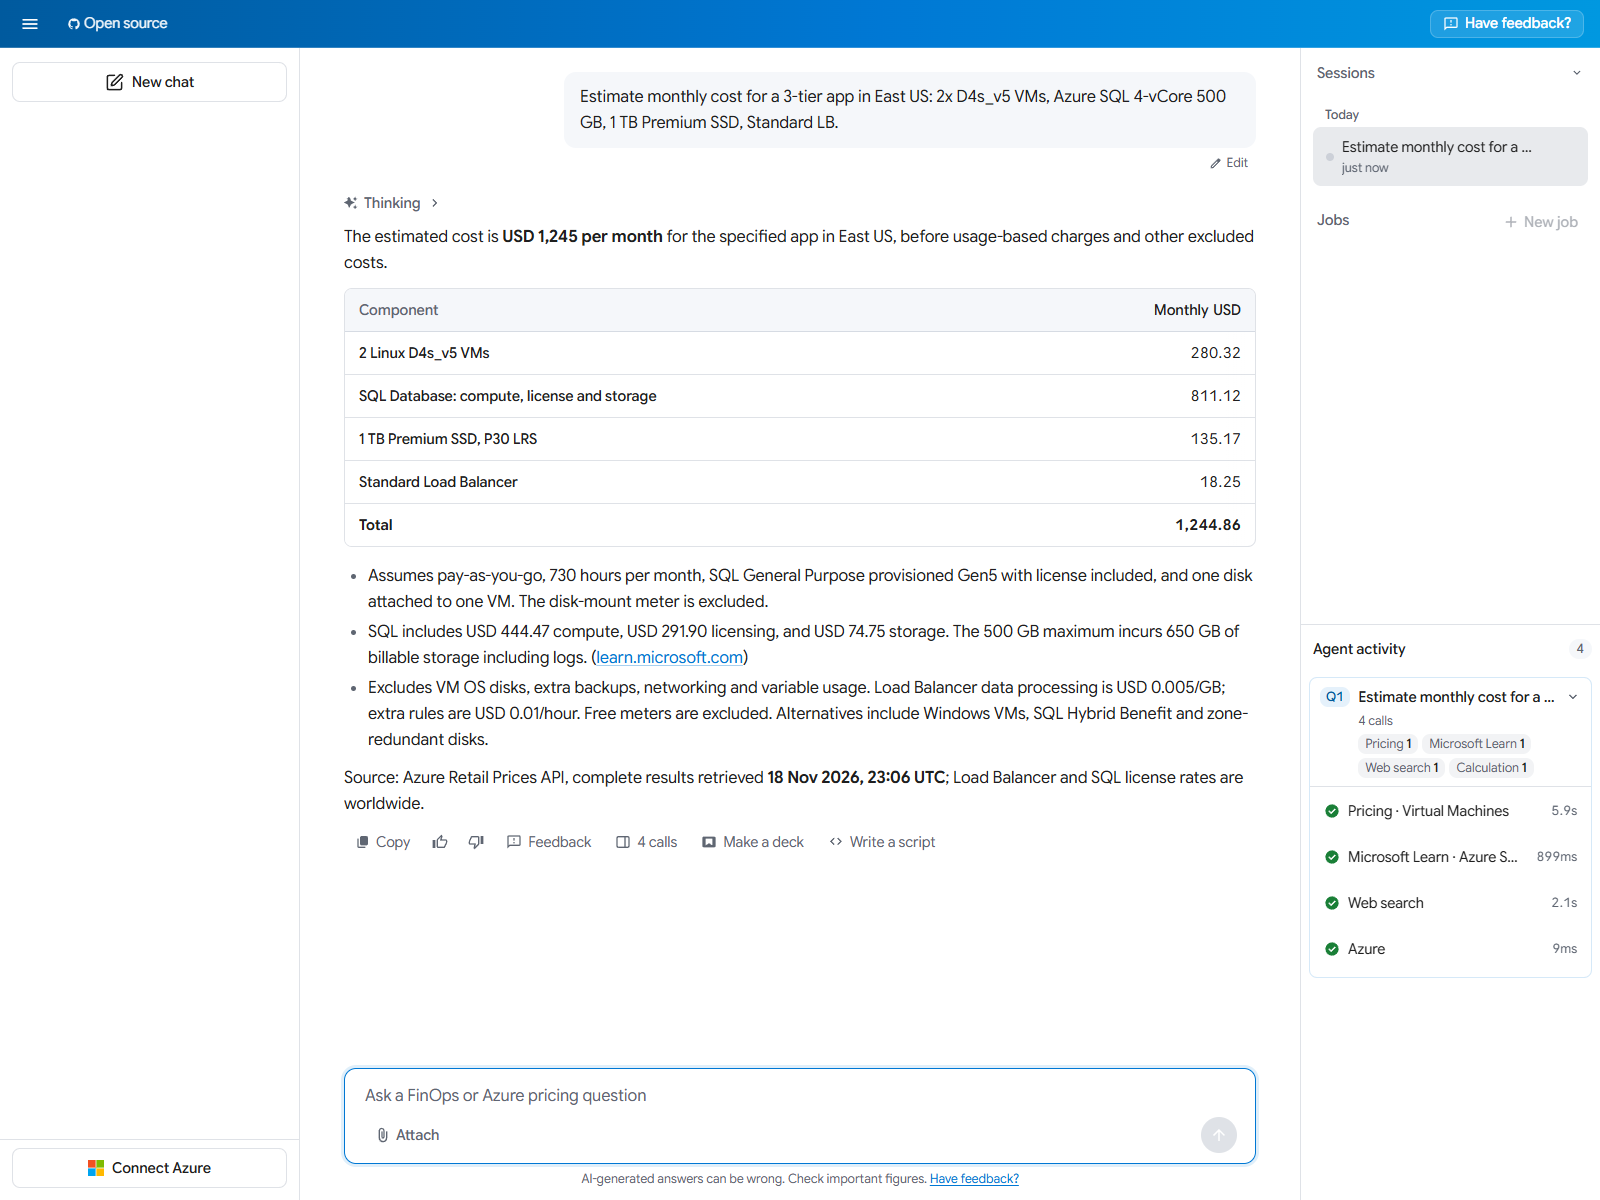 Open source
Have feedback?
New chat
Connect Azure
Estimate monthly cost for a 3-tier app in East US: 2x D4s_v5 VMs, Azure SQL 4-vCore 500
GB, 1 TB Premium SSD, Standard LB.
Edit
Thinking
The estimated cost is USD 1,245 per month for the specified app in East US, before usage-based charges and other excluded
costs.
Component Monthly USD
2 Linux D4s_v5 VMs 280.32
SQL Database: compute, license and storage 811.12
1 TB Premium SSD, P30 LRS 135.17
Standard Load Balancer 18.25
Total 1,244.86
• Assumes pay-as-you-go, 730 hours per month, SQL General Purpose provisioned Gen5 with license included, and one disk
attached to one VM. The disk-mount meter is excluded.
• SQL includes USD 444.47 compute, USD 291.90 licensing, and USD 74.75 storage. The 500 GB maximum incurs 650 GB of
billable storage including logs. (learn.microsoft.com)
• Excludes VM OS disks, extra backups, networking and variable usage. Load Balancer data processing is USD 0.005/GB;
extra rules are USD 0.01/hour. Free meters are excluded. Alternatives include Windows VMs, SQL Hybrid Benefit and zone-
redundant disks.
Source: Azure Retail Prices API, complete results retrieved 18 Nov 2026, 23:06 UTC; Load Balancer and SQL license rates are
worldwide.
Copy Feedback 4 calls Make a deck Write a script
Ask a FinOps or Azure pricing question
Attach
AI-generated answers can be wrong. Check important figures. Have feedback?
Sessions
Today
Estimate monthly cost for a ...
just now
Jobs + New job
Agent activity 4
Q1 Estimate monthly cost for a ...
4 calls
Pricing 1 Microsoft Learn 1
Web search 1 Calculation 1
Pricing · Virtual Machines 5.9s
Microsoft Learn · Azure S... 899ms
Web search 2.1s
Azure 9ms